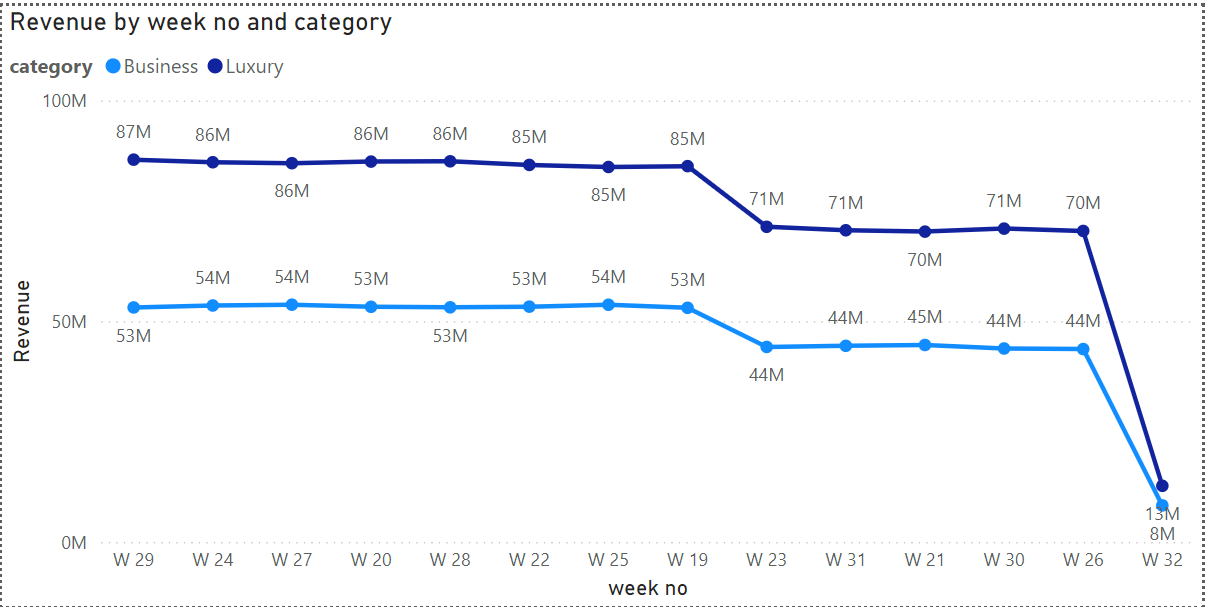 Revenue by week no and category
category Business Luxury
100M
87M 86M 86M 86M 85M 85M
86M 85M
71M 71M 71M 70M
70M
54M 54M 53M 53M 54M 53M
Revenue
50M
53M 53M
44M 45M 44M 44M
44M
13M
8M
0M
W 29 W 24 W 27 W 20 W 28 W 22 W 25 W 19 W 23 W 31 W 21 W 30 W 26 W 32
week no